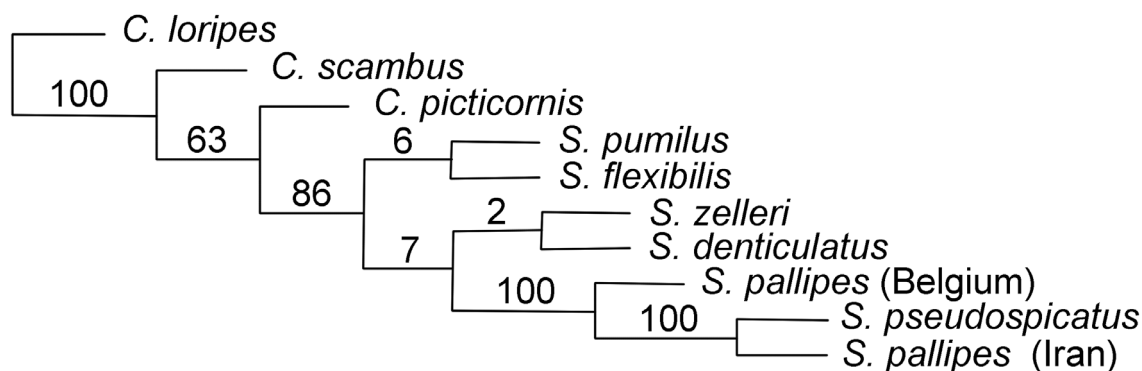 C. loripes
C. scambus
100
C. picticornis
63
6
S. pumilus
S. flexibilis
86
2
S. zelleri
7
S. denticulatus
100
S. pallipes (Belgium)
100
S. pseudospicatus
S. pallipes (Iran)